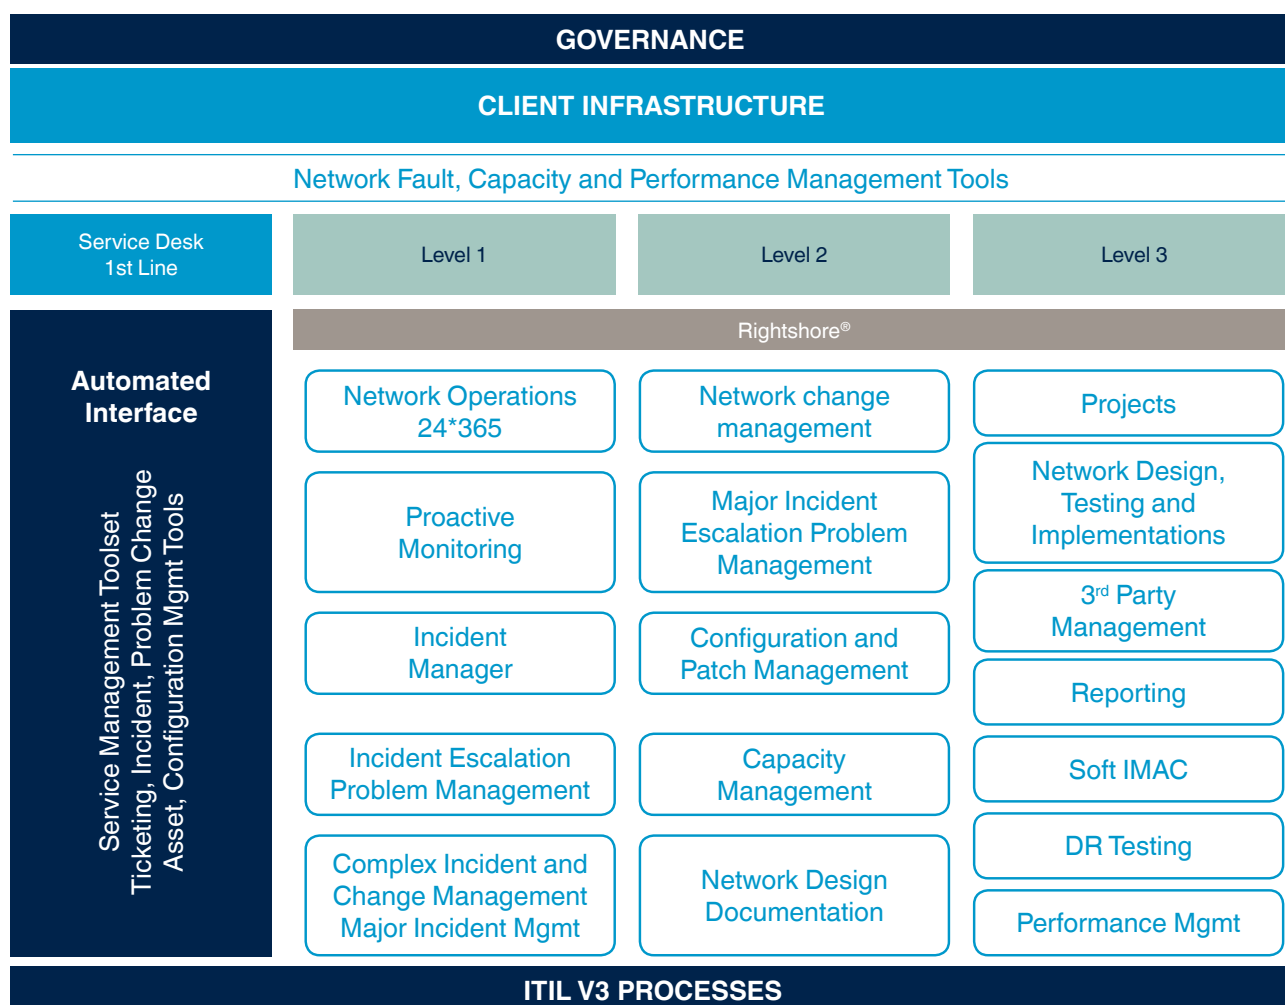 GOVERNANCE
CLIENT INFRASTRUCTURE
Network Fault, Capacity and Performance Management Tools
Service Desk
1st Line
Level 1
Level 2
Level 3
Rightshore®
Automated
Interface
Service Management Toolset
Ticketing, Incident, Problem Change
Asset, Configuration Mgmt Tools
Network Operations
24*365
Proactive
Monitoring
Incident
Manager
Incident Escalation
Problem Management
Complex Incident and
Change Management
Major Incident Mgmt
Network change
management
Major Incident
Escalation Problem
Management
Configuration and
Patch Management
Capacity
Management
Network Design
Documentation
Projects
Network Design,
Testing and
Implementations
3rd Party
Management
Reporting
Soft IMAC
DR Testing
Performance Mgmt
ITIL V3 PROCESSES